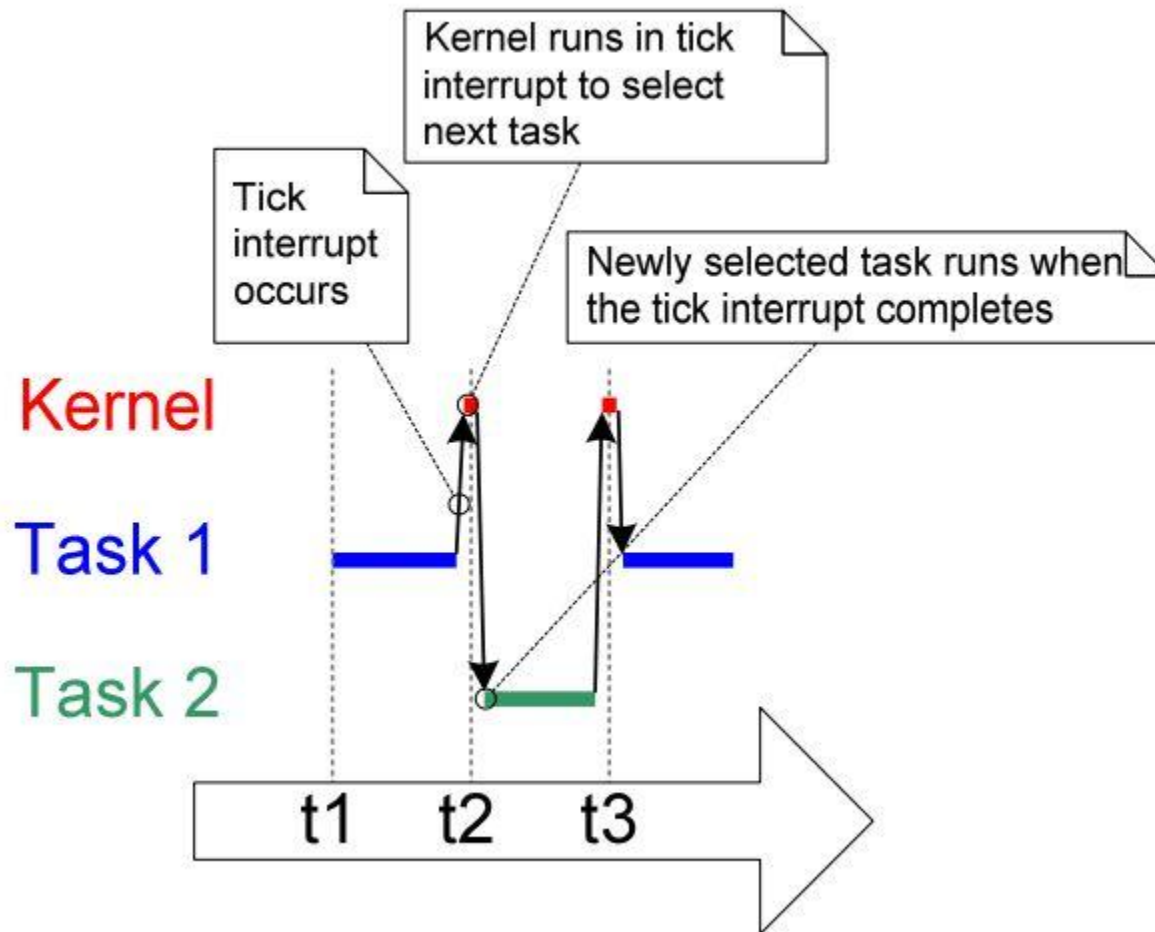 Kernel runs in tick
interrupt to select
next task
Tick
interrupt
occurs
Newly selected task runs when
the tick interrupt completes
Kernel
Task 1
Task 2
t1 t2 t3